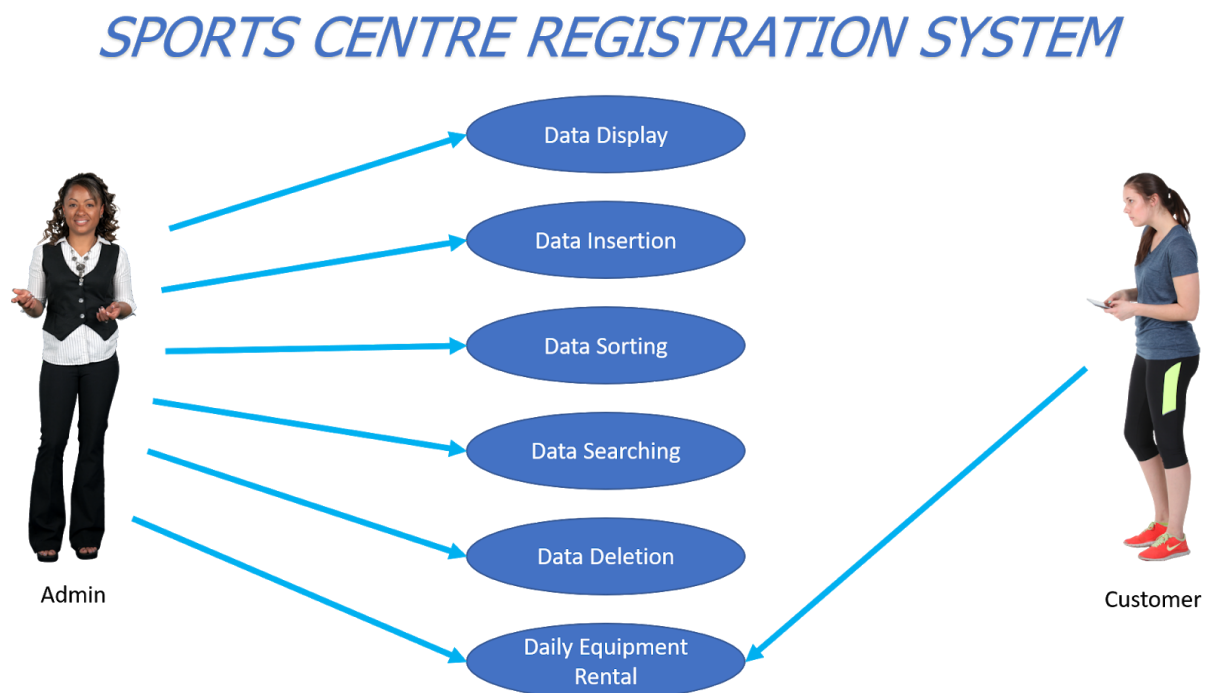 SPORTS CENTRE REGISTRATION SYSTEM
Data Display
Data Insertion
Data Sorting
Data Searching
Data Deletion
Admin
Customer
Daily Equipment
Rental